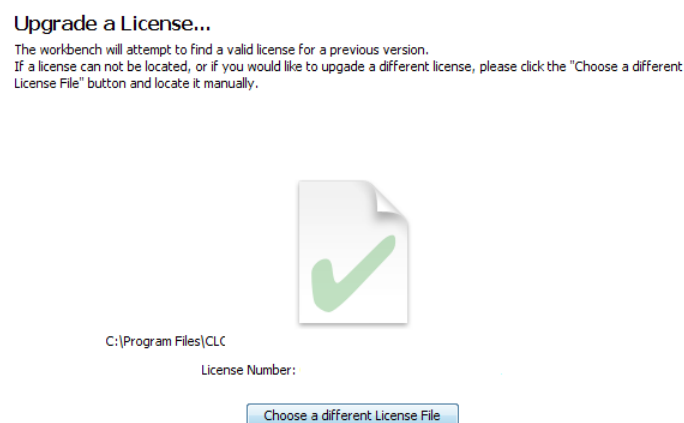 Upgrade a License...
The workbench will attempt to find a valid license for a previous version.
If a license can not be located, or if you would like to upgade a different license, please click the "Choose a different
License File" button and locate it manually.
C:\Program Files\CLC
License Number:
Choose a different License File